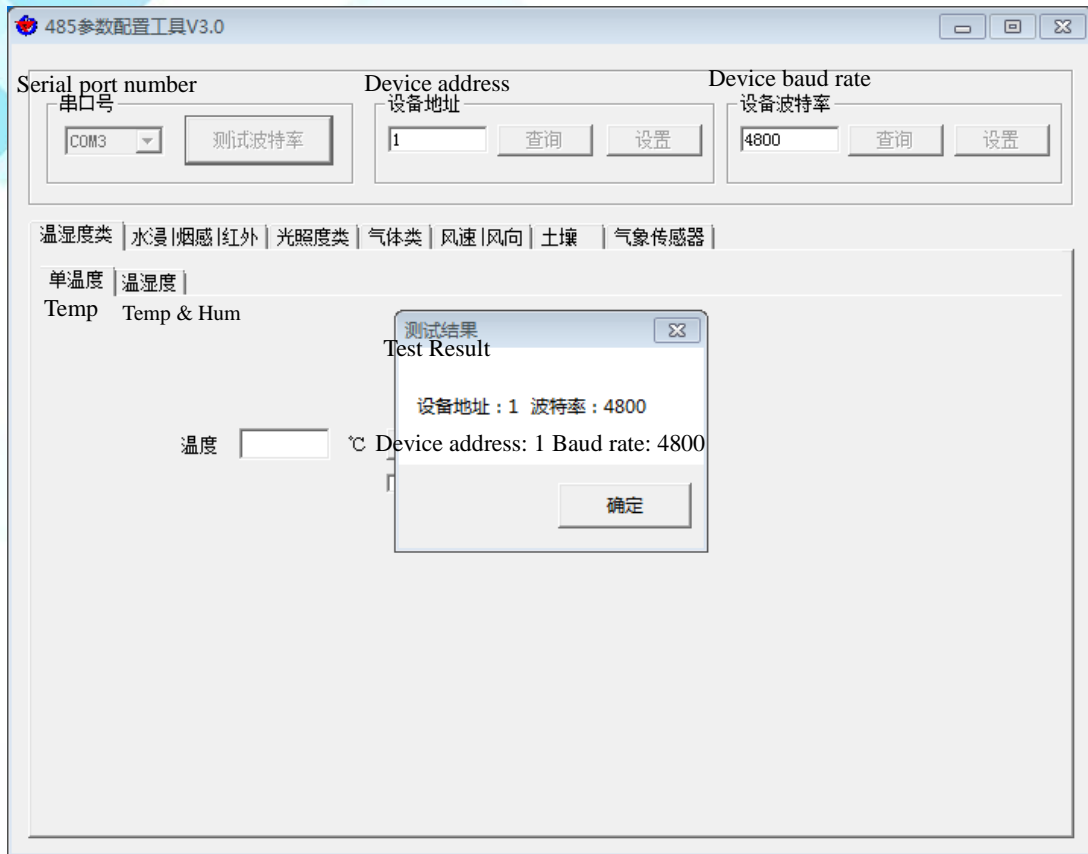 485参数配置工具V3.0
Serial port number Device address Device baud rate
串口号 设备地址 设备波特率
COM3 测试波特率 1 查询 设置 4800 查询 设置
温湿度类 水浸|烟感|红外 光照度类 气体类 风速|风向 土壤 气象传感器
单温度 温湿度
Temp Temp & Hum
测试结果
Test Result
设备地址：1 波特率：4800
温度 ℃ Device address: 1 Baud rate: 4800
确定